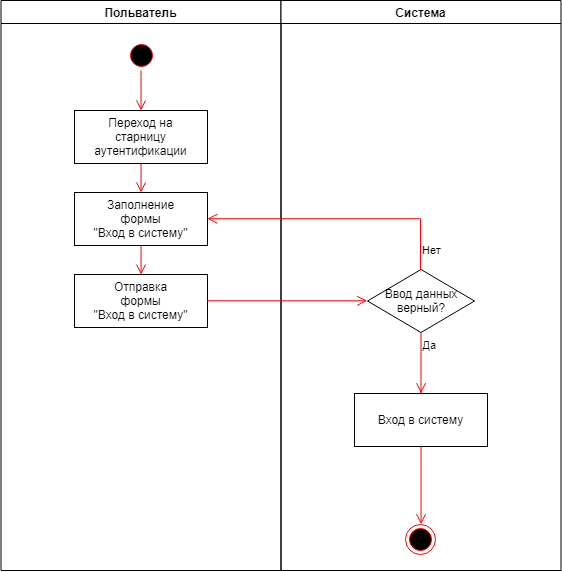 Пользватель
Система
Переход на
старницу
аутентификации
Заполнение
формы
"Вход в систему"
Нет
Отправка
формы
"Вход в систему"
Ввод данных
верный?
Да
Вход в систему